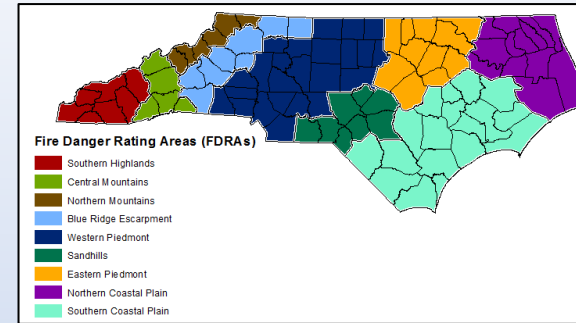 Fire Danger Rating Areas (FDRAs)
Southern Highlands
Central Mountains
Northern Mountains
Blue Ridge Escarpment
Western Piedmont
Sandhills
Eastern Piedmont
Northern Coastal Plain
Southern Coastal Plain